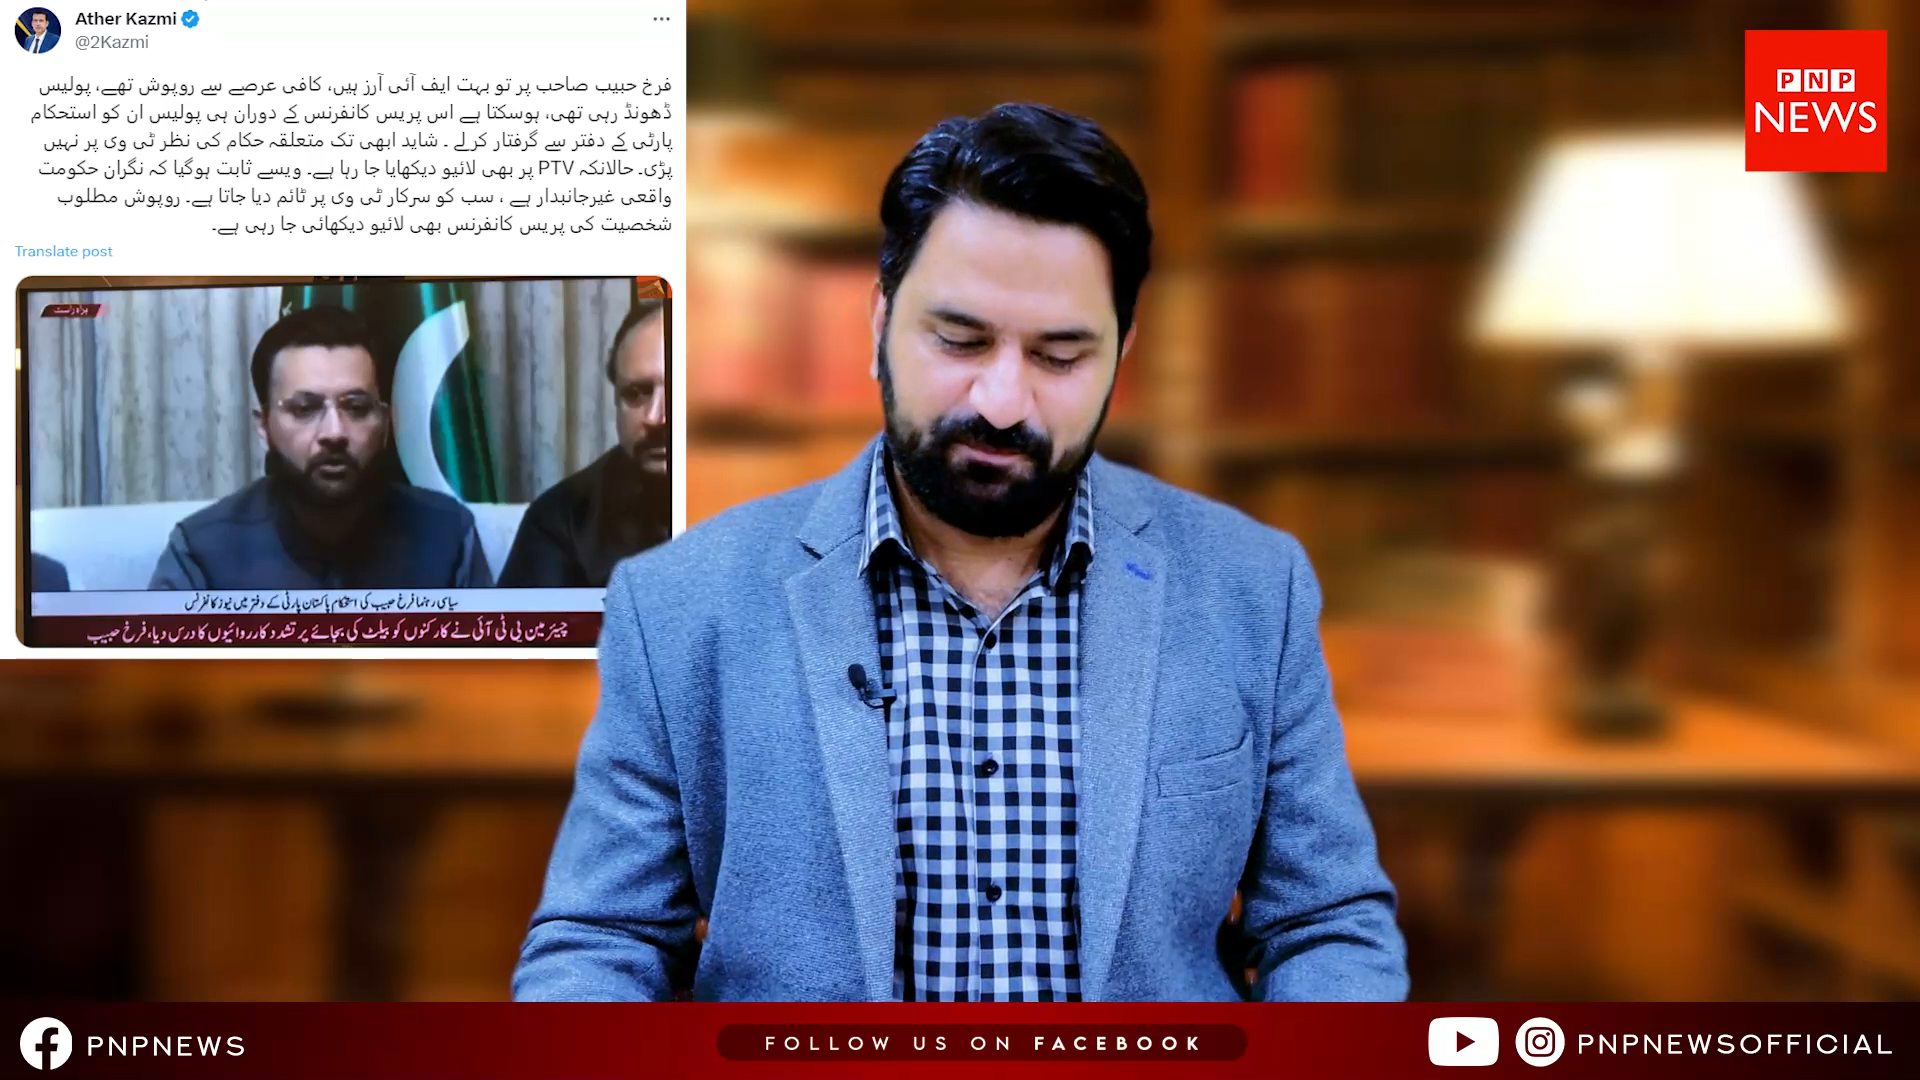 Ather Kazmi
@2Kazmi
فرخ حبیب صاحب پر تو بہت ایف آئی آرز ہیں، کافی عرصے سے روپوش تھے، پولیس
ڈھونڈ رہی تھی، ہوسکتا ہے اس پریس کانفرنس کے دوران ہی پولیس ان کو استحکام
پارٹی کے دفتر سے گرفتار کرلے ۔ شاید ابھی تک متعلقہ حکام کی نظر ٹی وی پر نہیں
پڑی۔ حالانکہ PTV پر بھی لائیو دیکھایا جا رہا ہے۔ ویسے ثابت ہوگیا کہ نگران حکومت
واقعی غیرجانبدار ہے ، سب کو سرکار ٹی وی پر ٹائم دیا جاتا ہے۔ روپوش مطلوب
شخصیت کی پریس کانفرنس بھی لائیو دیکھائی جا رہی ہے۔
Translate post
براہ راست
سیاسی رہنما فرخ حبیب کی استحکام پاکستان پارٹی کے دفتر میں نیوز کانفرنس
چیئرمین پی ٹی آئی نے کارکنوں کو بیلٹ کی بجائے پر تشدد کارروائیوں کا درس دیا، فرخ حبیب
PNP
NEWS
PNPNEWS
FOLLOW US ON FACEBOOK
PNPNEWSOFFICIAL